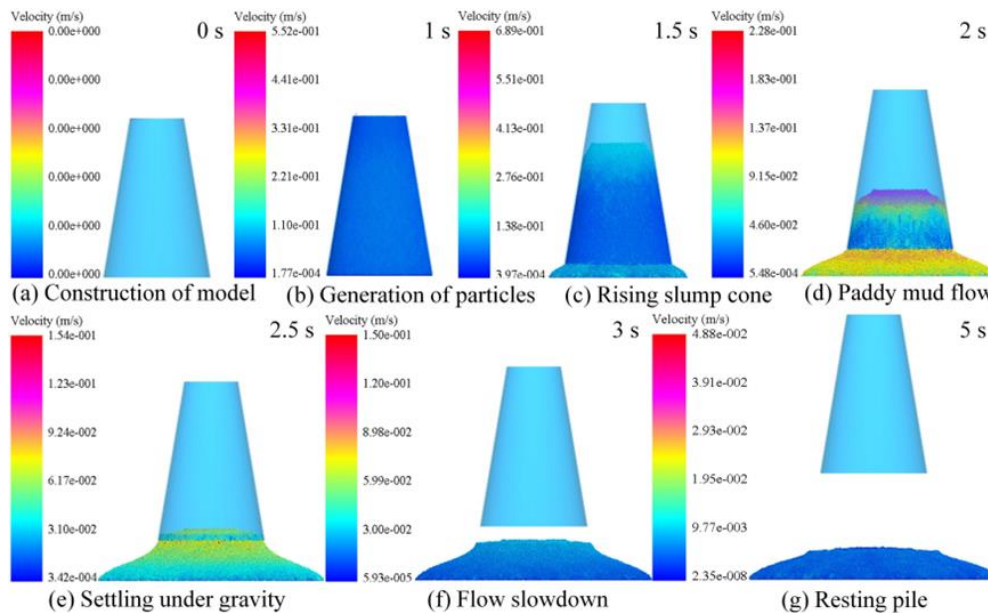 Velocity (m/s)
0 s
0.00e+000
0.00e+000
0.00e+000
0.00e+000
0.00e+000
0.00e+000
(a) Construction of model
Velocity (m/s)
1 s
5.52e-001
4.41e-001
3.31e-001
2.21e-001
1.10e-001
1.77e-004
(b) Generation of particles
Velocity (m/s)
1.5 s
6.89e-001
5.51e-001
4.13e-001
2.76e-001
1.38e-001
3.97e-004
(c) Rising slump cone
Velocity (m/s)
2 s
2.28e-001
1.83e-001
1.37e-001
9.15e-002
4.60e-002
5.48e-004
(d) Paddy mud flow
Velocity (m/s)
2.5 s
1.54e-001
1.23e-001
9.24e-002
6.17e-002
3.10e-002
3.42e-004
(e) Settling under gravity
Velocity (m/s)
3 s
1.50e-001
1.20e-001
8.98e-002
5.99e-002
3.00e-002
5.93e-005
(f) Flow slowdown
Velocity (m/s)
5 s
4.88e-002
3.91e-002
2.93e-002
1.95e-002
9.77e-003
2.35e-008
(g) Resting pile